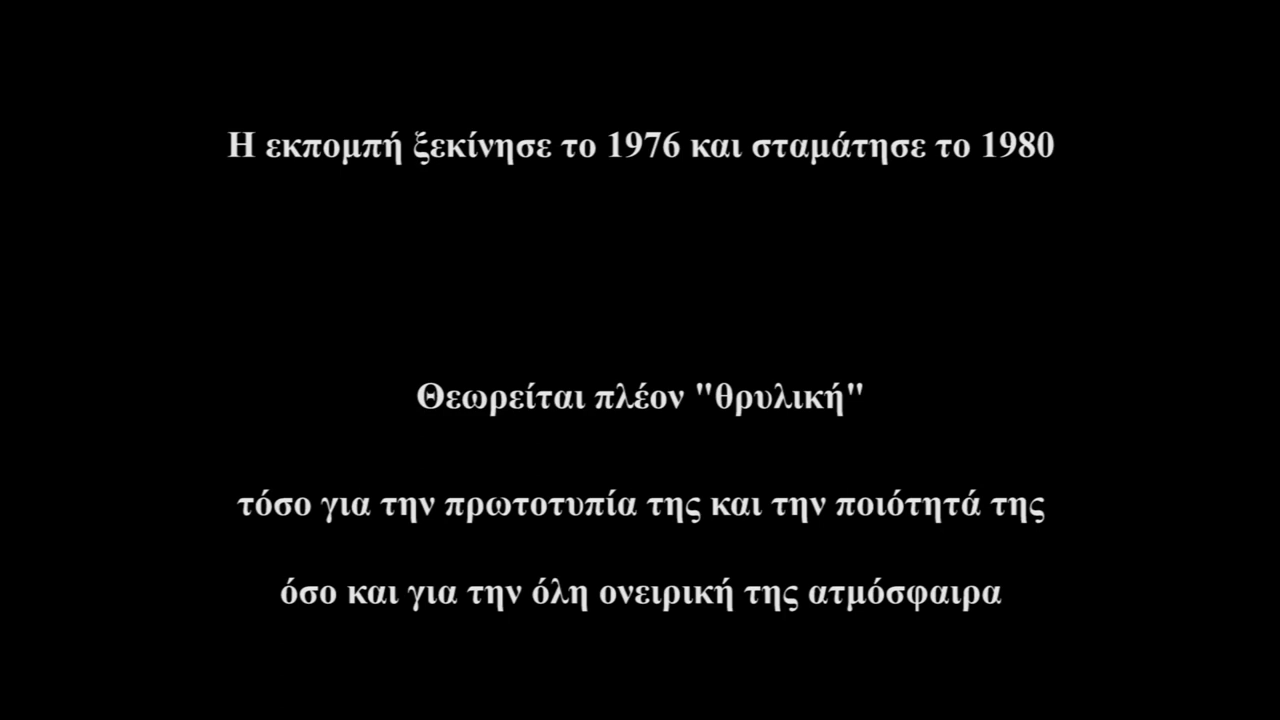 Η εκπομπή ξεκίνησε το 1976 και σταμάτησε το 1980
Θεωρείται πλέον "θρυλική"
τόσο για την πρωτοτυπία της και την ποιότητά της
όσο και για την όλη ονειρική της ατμόσφαιρα